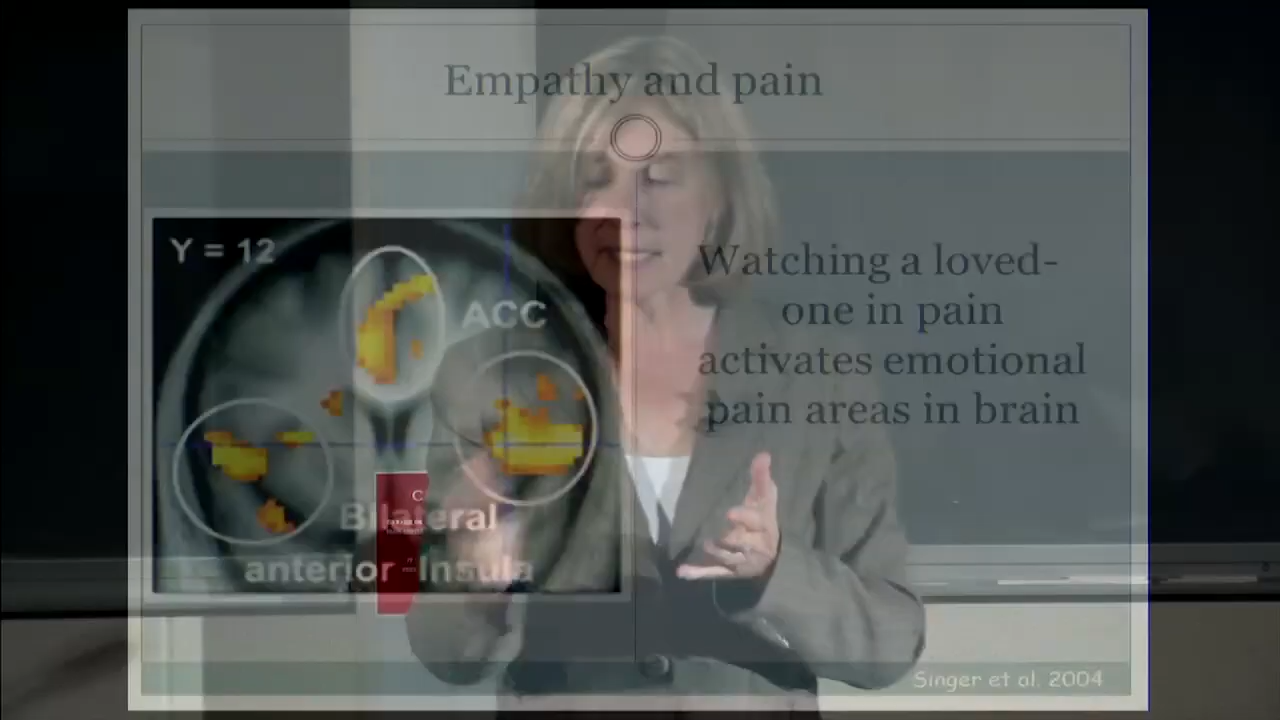 Empathy and pain
Y = 12
ACC
Bilateral
anterior Insula
Watching a loved-
one in pain
activates emotional
pain areas in brain
Singer et al. 2004